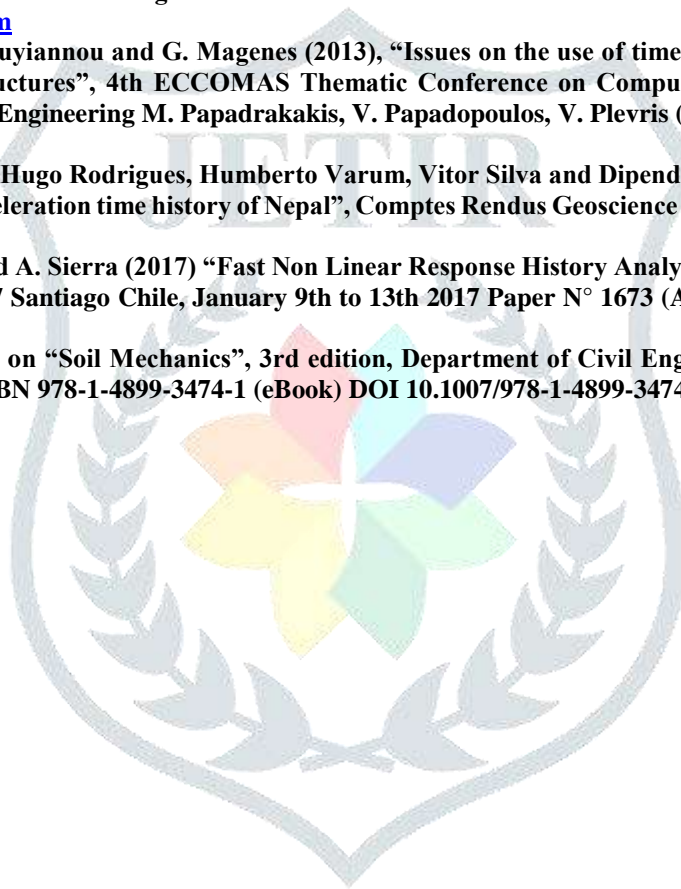 m
uyiannou and G. Magenes (2013), “Issues on the use of time
uctures”, 4th ECCOMAS Thematic Conference on Compu
Engineering M. Papadrakakis, V. Papadopoulos, V. Plevris (
Hugo Rodrigues, Humberto Varum, Vitor Silva and Dipend
eleration time history of Nepal”, Comptes Rendus Geoscience
d A. Sierra (2017) “Fast Non Linear Response History Analy
7 Santiago Chile, January 9th to 13th 2017 Paper N° 1673 (A
JETIR
on “Soil Mechanics”, 3rd edition, Department of Civil Eng
BN 978-1-4899-3474-1 (eBook) DOI 10.1007/978-1-4899-3474